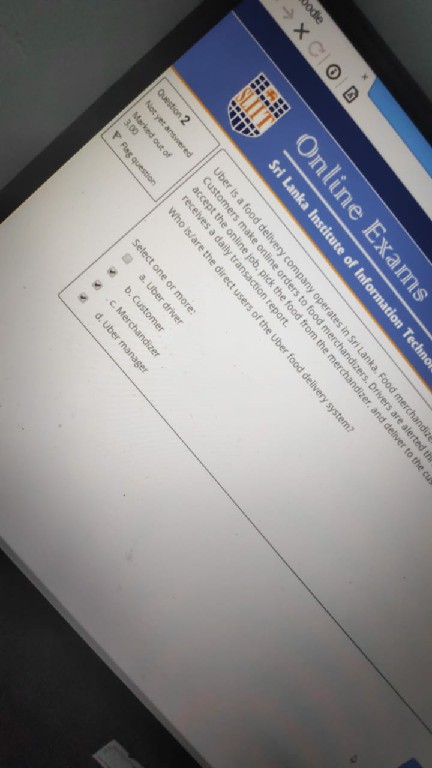 oodle
Online Exams
Sri Lanka Institute of Information
SLIIT
Question 2
Not yet answered
Marked out of
3.00
Flag question
Uber is a food delivery company operates in Sri Lanka. Food
Customers make online orders to food merchandizers. Drivers are alerted
accept the online job, pick the food from the merchandizer, and deliver to the
receives a daily transaction report.
Who is/are the direct users of the Uber food delivery system?
Select one or more:
a. Uber driver
b. Customer
c. Merchandizer
d. Uber manager